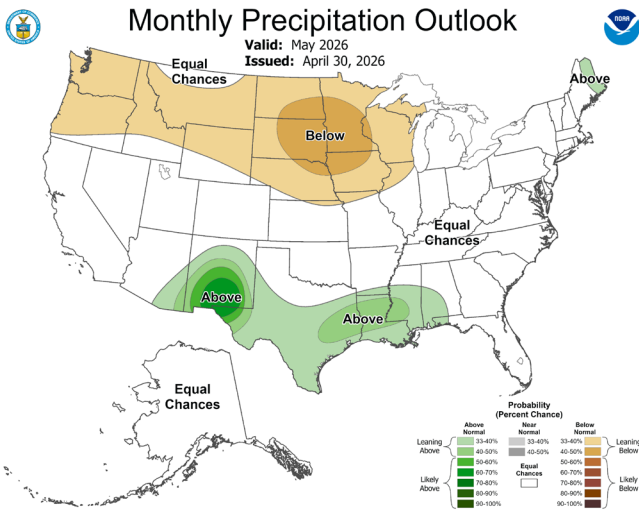 Monthly Precipitation Outlook
Valid: May 2026
Issued: April 30, 2026
NOAA
Equal
Chances
Above
Below
Equal
Chances
Above
Above
Equal
Chances
Probability
(Percent Chance)
Above
Normal
Near
Normal
Below
Normal
Leaning
Above
33-40%
40-50%
33-40%
40-50%
33-40%
40-50%
Leaning
Below
Likely
Above
50-60%
60-70%
70-80%
80-90%
90-100%
Equal
Chances
50-60%
60-70%
70-80%
80-90%
90-100%
Likely
Below